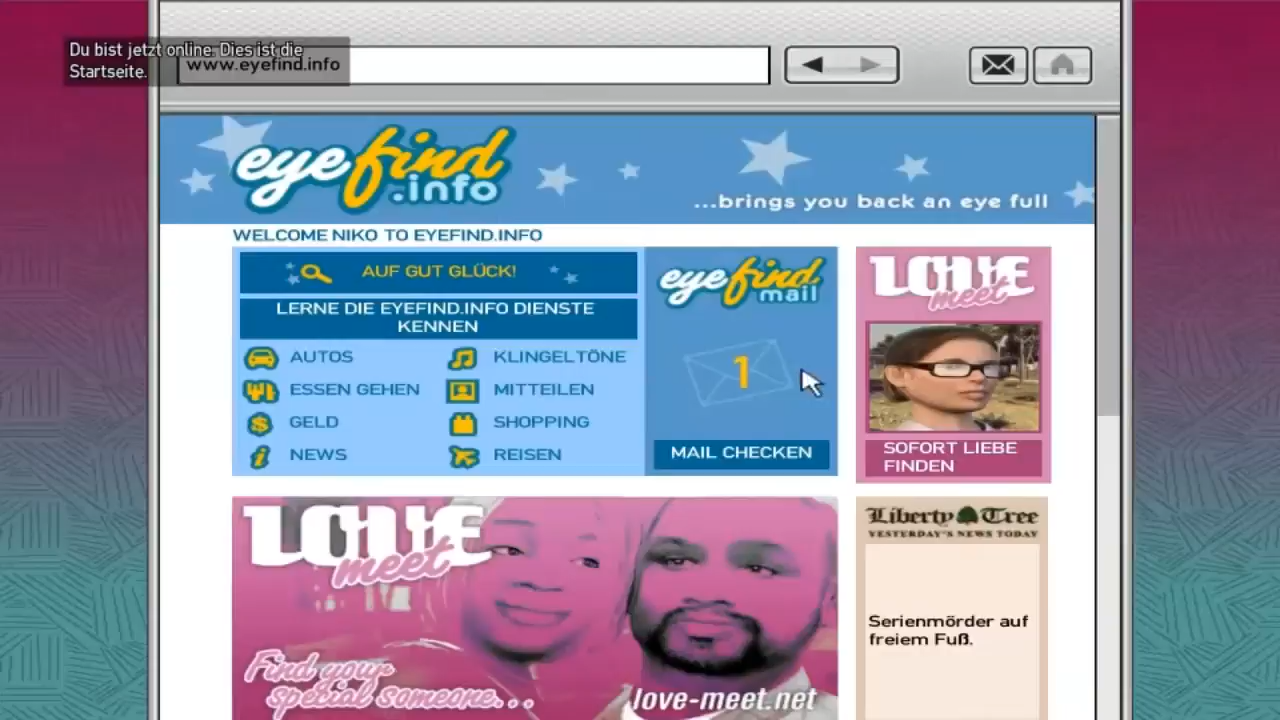 Du bist jetzt online. Dies ist die
Startseite.
www.eyefind.info
eyefind
.info
...brings you back an eye full
WELCOME NIKO TO EYEFIND.INFO
AUF GUT GLÜCK!
LERNE DIE EYEFIND.INFO DIENSTE
KENNEN
AUTOS
KLINGELTÖNE
ESSEN GEHEN
MITTEILEN
GELD
SHOPPING
NEWS
REISEN
eyefind
mail
1
MAIL CHECKEN
LOVE
meet
SOFORT LIEBE
FINDEN
LOVE
meet
Find your
special someone...
love-meet.net
Liberty Tree
YESTERDAY'S NEWS TODAY
Serienmörder auf
freiem Fuß.